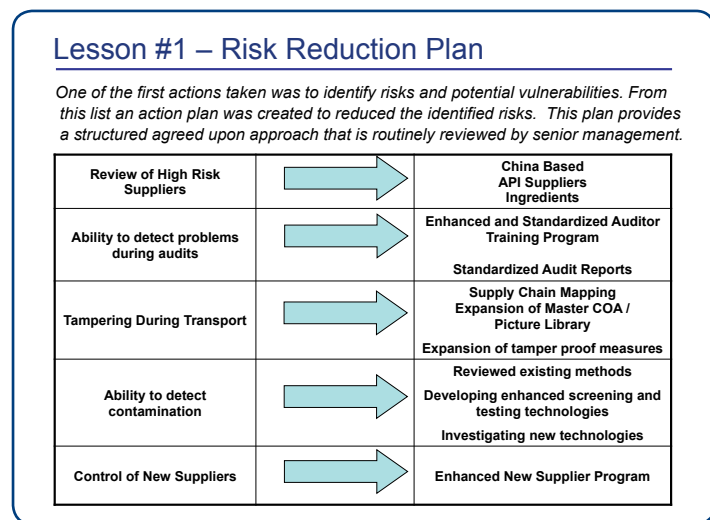 Lesson #1 – Risk Reduction Plan
One of the first actions taken was to identify risks and potential vulnerabilities. From
this list an action plan was created to reduced the identified risks.  This plan provides
a structured agreed upon approach that is routinely reviewed by senior management.
Review of High Risk
Suppliers
China Based
API Suppliers
Ingredients
Ability to detect problems
during audits
Enhanced and Standardized Auditor
Training Program
Standardized Audit Reports
Tampering During Transport
Supply Chain Mapping
Expansion of Master COA /
Picture Library
Expansion of tamper proof measures
Ability to detect
contamination
Reviewed existing methods
Developing enhanced screening and
testing technologies
Investigating new technologies
Control of New Suppliers
Enhanced New Supplier Program